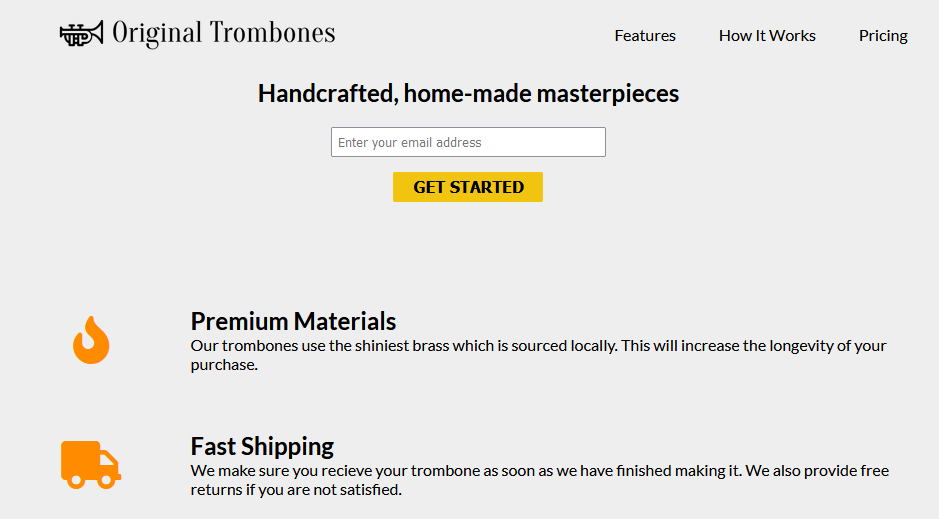 Original Trombones
Features
How It Works
Pricing
Handcrafted, home-made masterpieces
Enter your email address
GET STARTED
Premium Materials
Our trombones use the shiniest brass which is sourced locally. This will increase the longevity of your
purchase.
Fast Shipping
We make sure you recieve your trombone as soon as we have finished making it. We also provide free
returns if you are not satisfied.